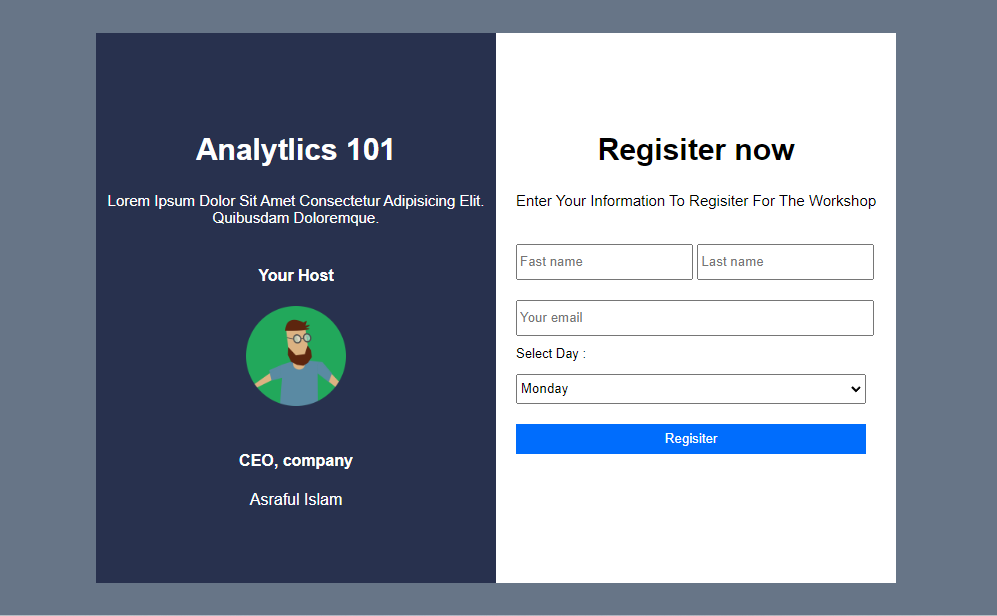 Analytlics 101
Lorem Ipsum Dolor Sit Amet Consectetur Adipisicing Elit.
Quibusdam Doloremque.
Your Host
CEO, company
Asraful Islam
Regisiter now
Enter Your Information To Regisiter For The Workshop
Fast name Last name
Your email
Select Day :
Monday
Regisiter